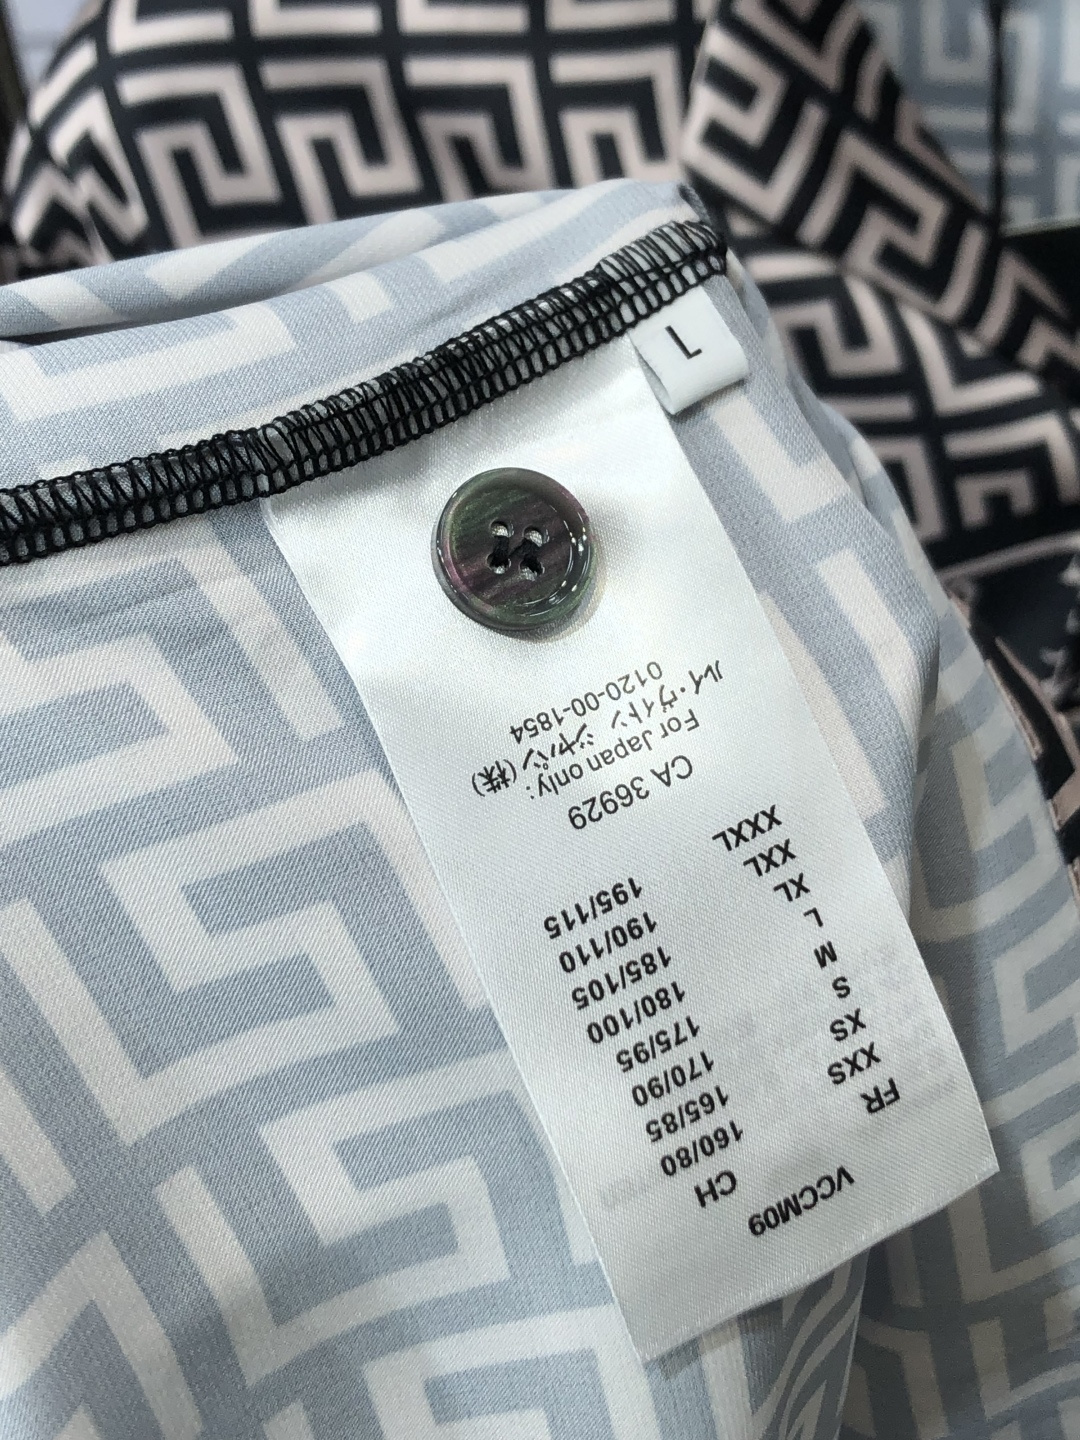 L
VCCM09
FR CH
XXS 160/80
XS 165/85
S 170/90
M 175/95
L 180/100
XL 185/105
XXL 190/110
XXXL 195/115
CA 36929
For Japan only:
ルイ・ヴィトン ジャパン(株)
0120-00-1854